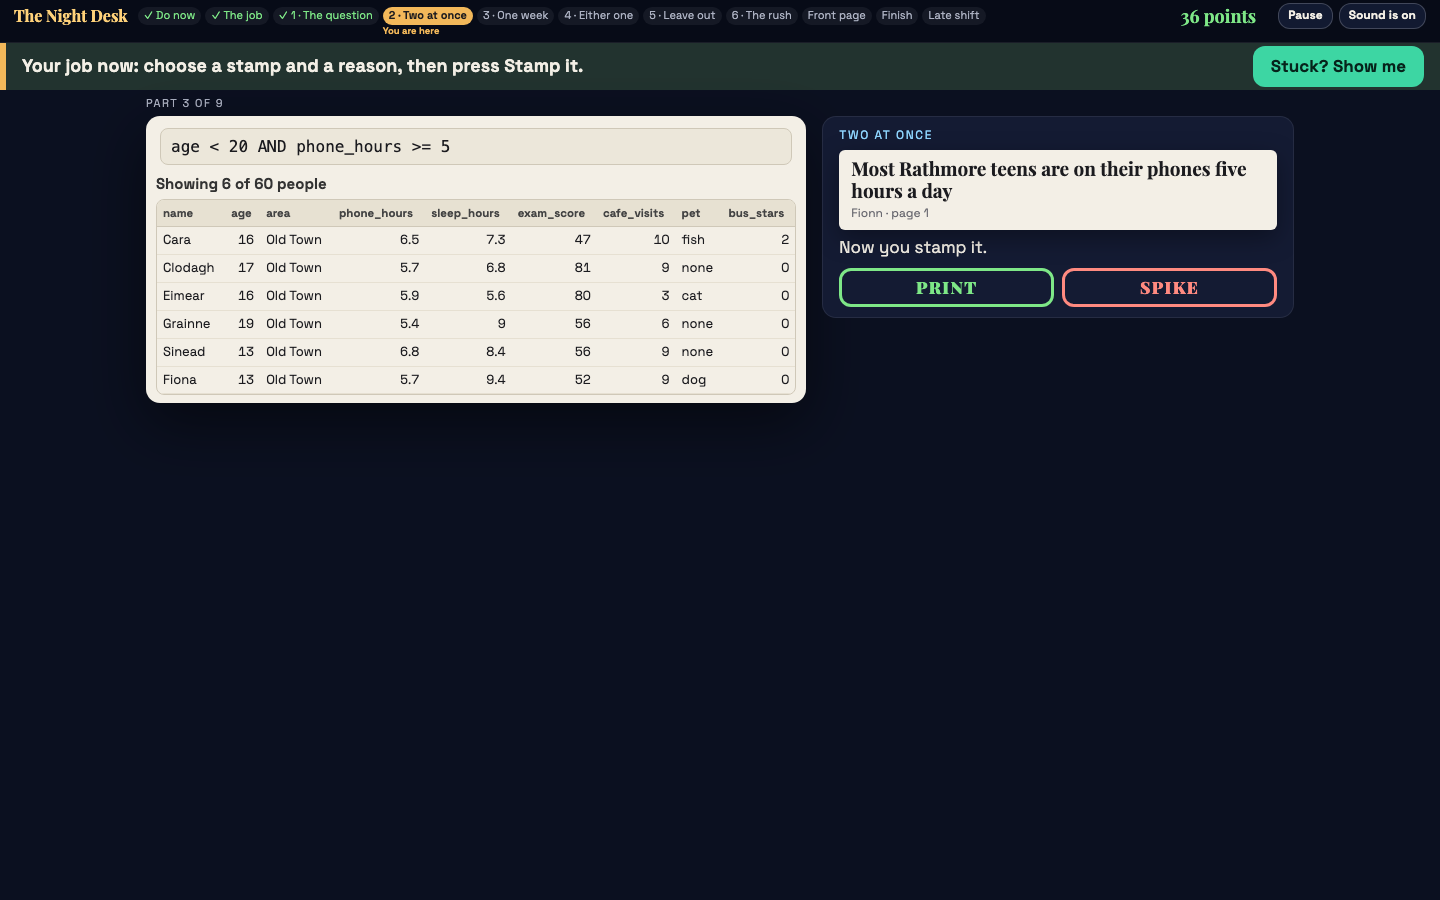 The Night Desk ✓ Do now ✓ The job ✓ 1 · The question 2 · Two at once 3 · One week 4 · Either one 5 · Leave out 6 · The rush Front page Finish Late shift 36 points Pause Sound is on
You are here
Your job now: choose a stamp and a reason, then press Stamp it. Stuck? Show me
PART 3 OF 9
age < 20 AND phone_hours >= 5
Showing 6 of 60 people
name age area phone_hours sleep_hours exam_score cafe_visits pet bus_stars
Cara 16 Old Town 6.5 7.3 47 10 fish 2
Clodagh 17 Old Town 5.7 6.8 81 9 none 0
Eimear 16 Old Town 5.9 5.6 80 3 cat 0
Grainne 19 Old Town 5.4 9 56 6 none 0
Sinead 13 Old Town 6.8 8.4 56 9 none 0
Fiona 13 Old Town 5.7 9.4 52 9 dog 0
TWO AT ONCE
Most Rathmore teens are on their phones five
hours a day
Fionn · page 1
Now you stamp it.
PRINT SPIKE